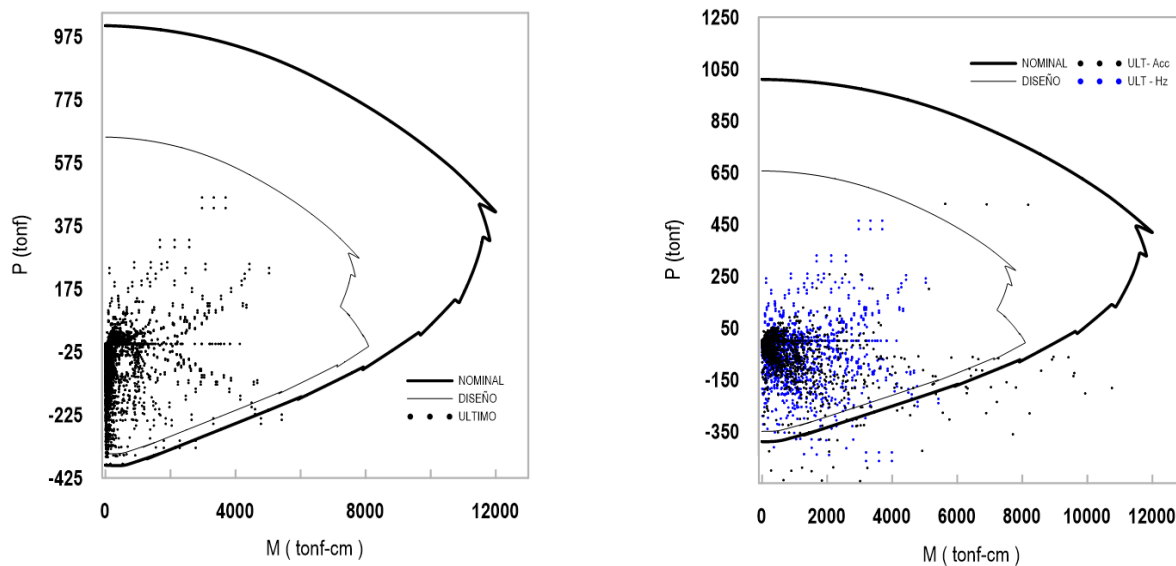 975
775
575
375
175
-25
-225
-425
P (tonf)
NOMINAL
DISEÑO
ULTIMO
0 4000 8000 12000
M ( tonf-cm )
1250
1050
850
650
450
250
50
-150
-350
P (tonf)
NOMINAL ULT- Acc
DISEÑO ULT - Hz
0 2000 4000 6000 8000 10000 12000
M ( tonf-cm )